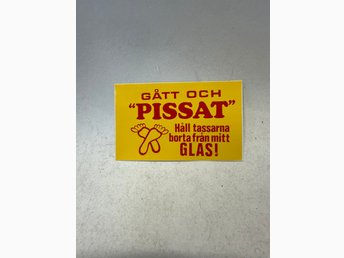 GÅTT OCH
"PISSAT"
Håll tassarna
borta från mitt
GLAS!